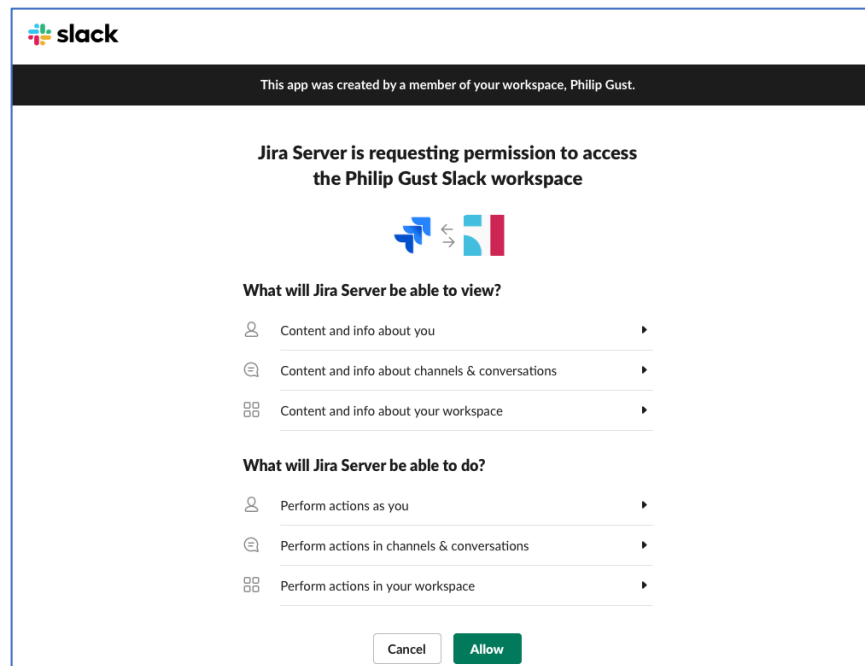 slack
This app was created by a member of your workspace, Philip Gust.
Jira Server is requesting permission to access
the Philip Gust Slack workspace
What will Jira Server be able to view?
Content and info about you
Content and info about channels & conversations
Content and info about your workspace
What will Jira Server be able to do?
Perform actions as you
Perform actions in channels & conversations
Perform actions in your workspace
Cancel Allow